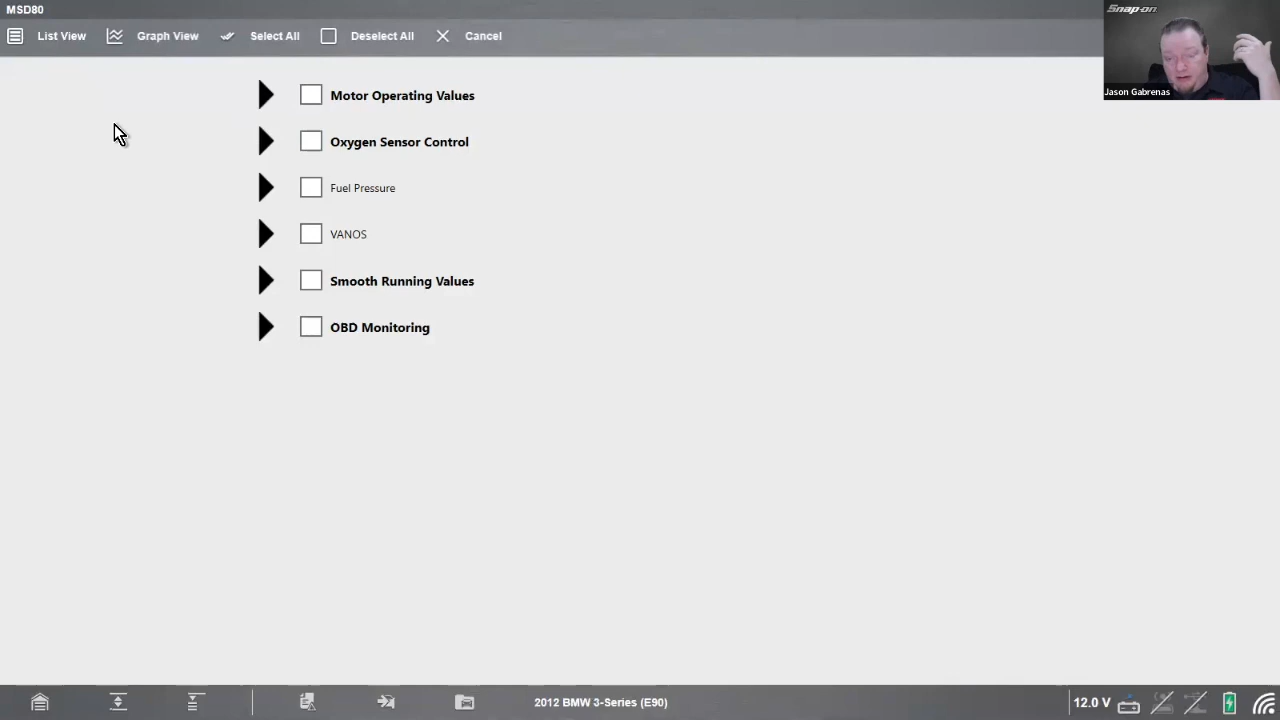 MSD80
List View
Graph View
Select All
Deselect All
Cancel
Snap-on
Jason Gabrenas
Motor Operating Values
Oxygen Sensor Control
Fuel Pressure
VANOS
Smooth Running Values
OBD Monitoring
2012 BMW 3-Series (E90)
12.0 V